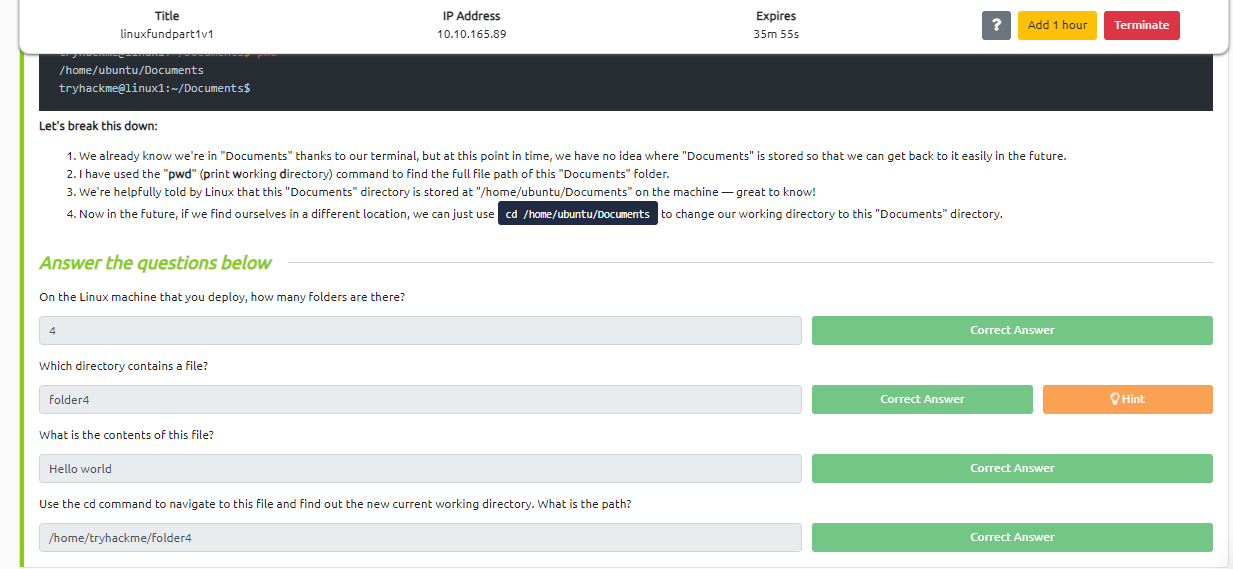 Title
linuxfundpart1v1
IP Address
10.10.165.89
Expires
35m 55s
?
Add 1 hour
Terminate
/home/ubuntu/Documents
tryhackme@linux1:~/Documents$
Let's break this down:
1. We already know we're in "Documents" thanks to our terminal, but at this point in time, we have no idea where "Documents" is stored so that we can get back to it easily in the future.
2. I have used the "pwd" (print working directory) command to find the full file path of this "Documents" folder.
3. We're helpfully told by Linux that this "Documents" directory is stored at "/home/ubuntu/Documents" on the machine — great to know!
4. Now in the future, if we find ourselves in a different location, we can just use cd /home/ubuntu/Documents to change our working directory to this "Documents" directory.
Answer the questions below
On the Linux machine that you deploy, how many folders are there?
4
Correct Answer
Which directory contains a file?
folder4
Correct Answer
Hint
What is the contents of this file?
Hello world
Correct Answer
Use the cd command to navigate to this file and find out the new current working directory. What is the path?
/home/tryhackme/folder4
Correct Answer